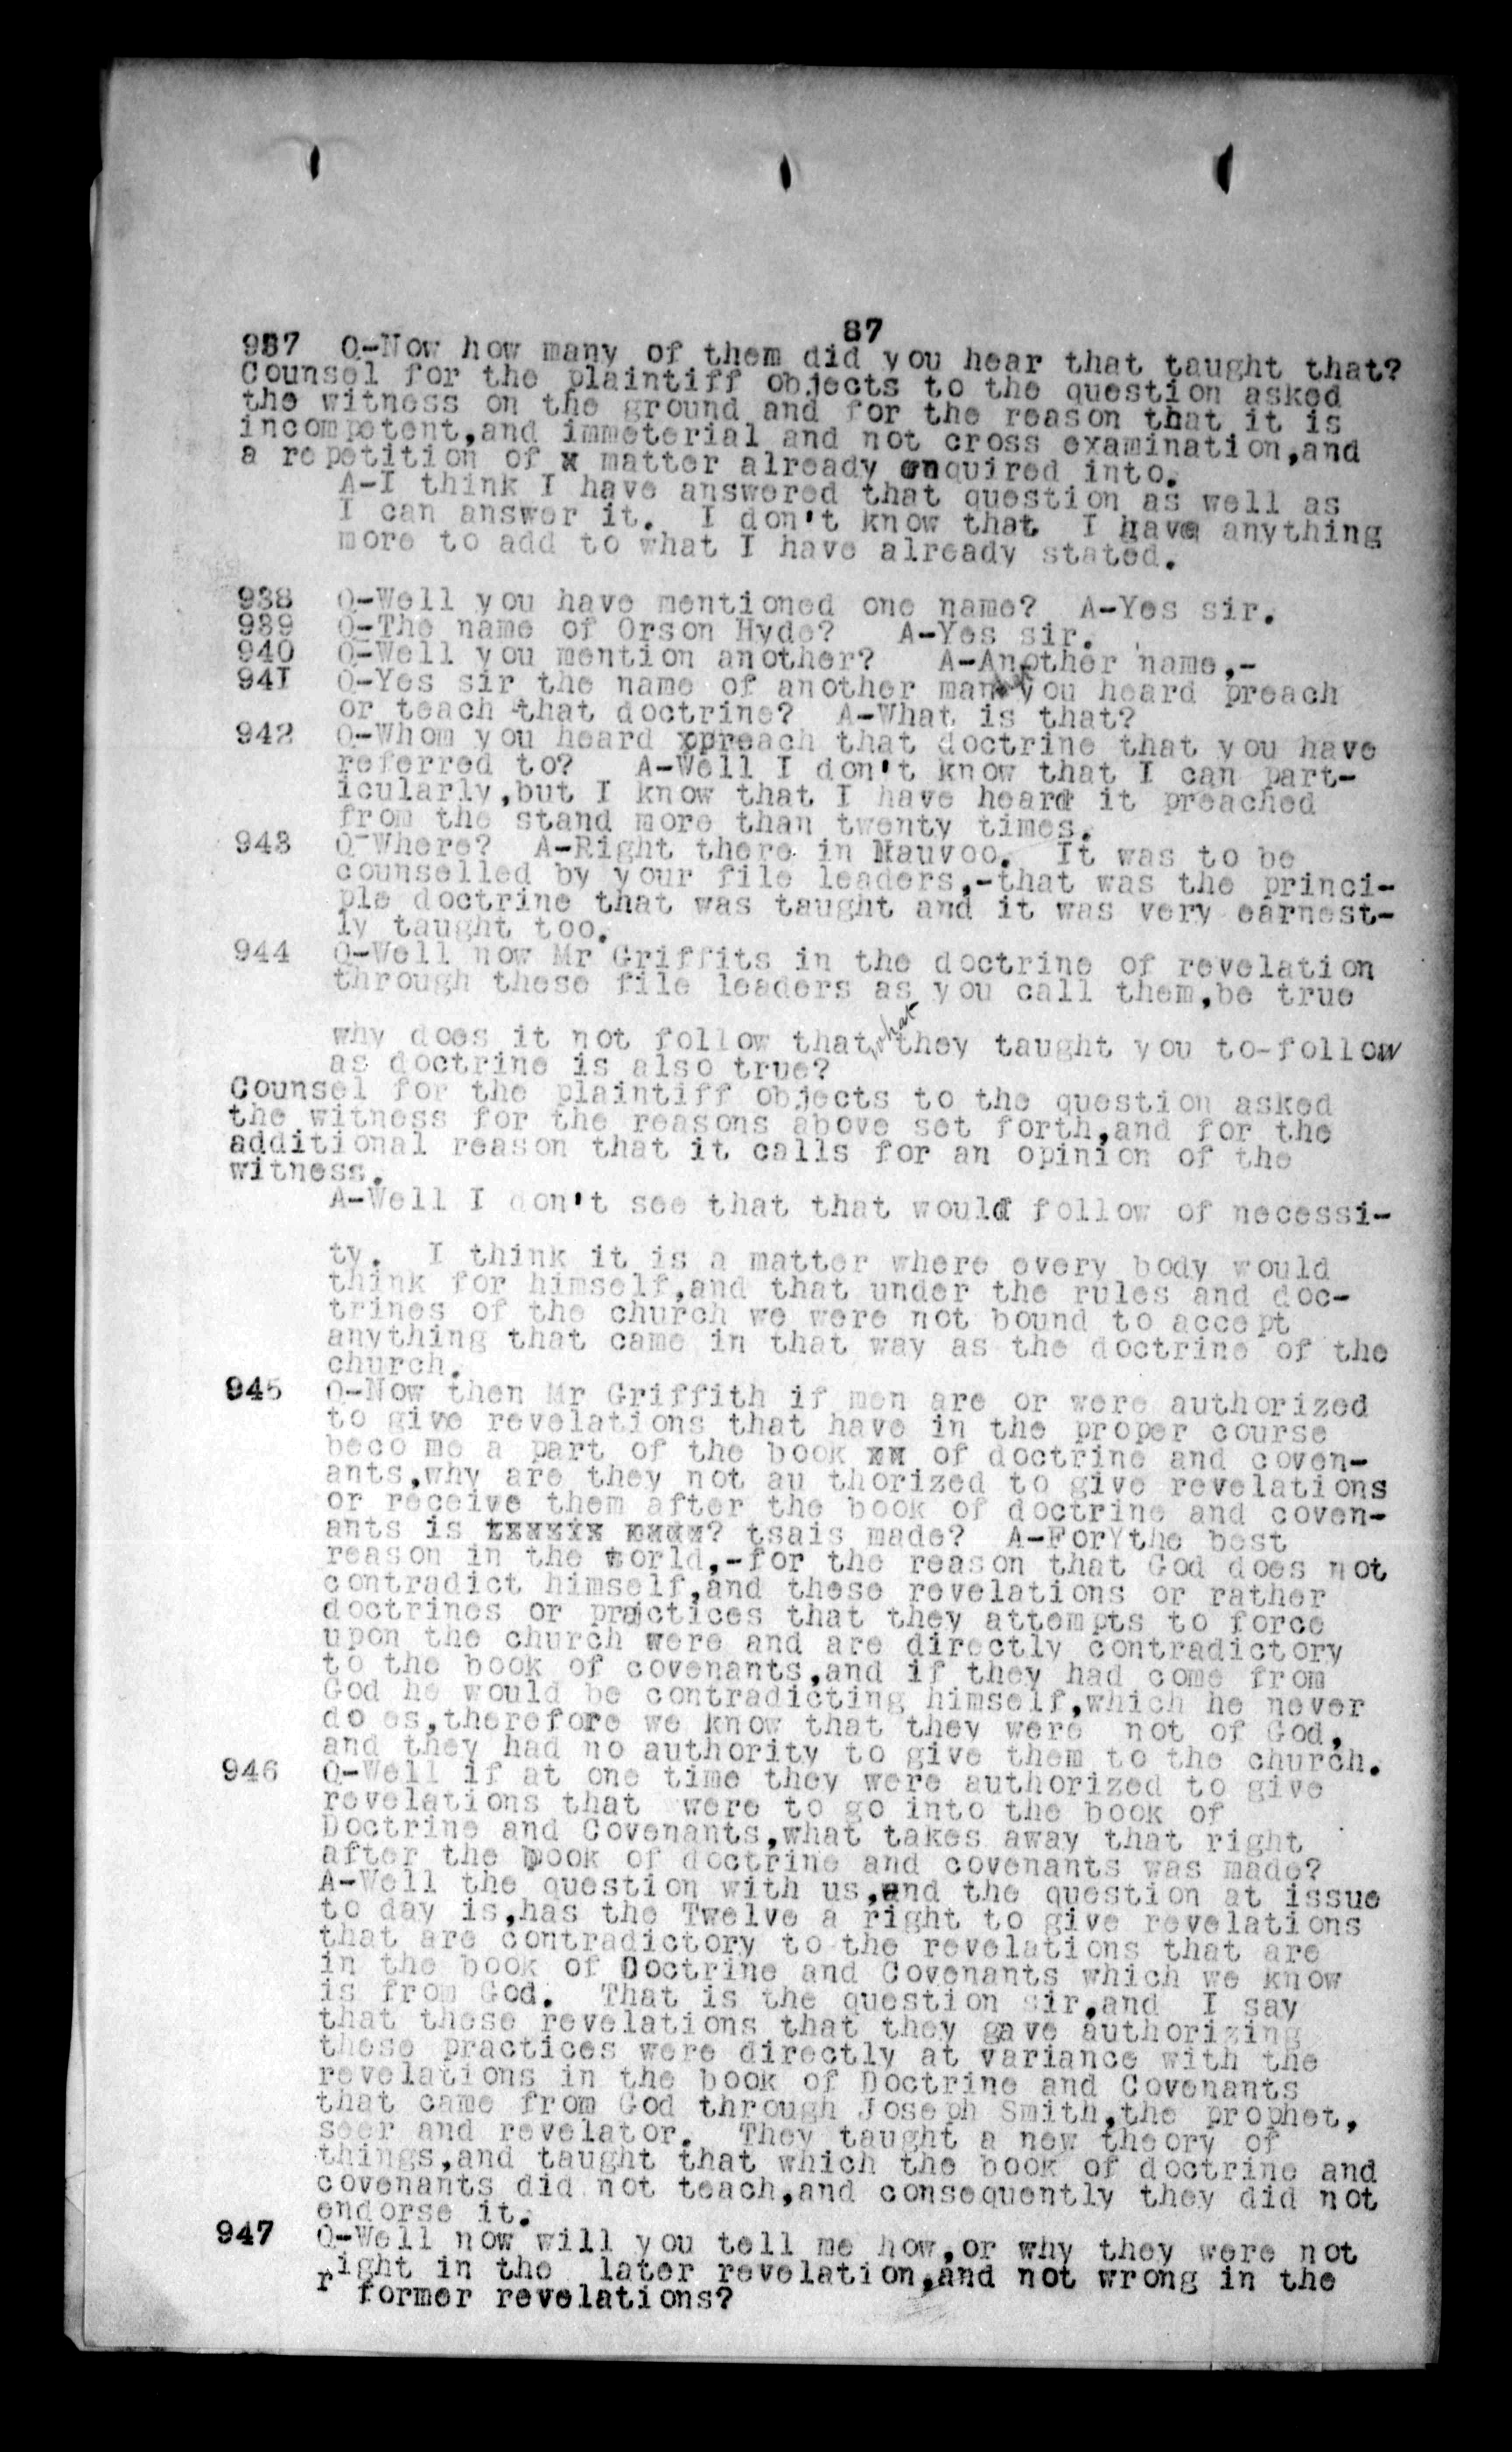 87
937 Q-Now how many of them did you hear that taught that?
Counsel for the plaintiff objects to the question asked
the witness on the ground and for the reason that it is
incompetent,and immeterial and not cross examination,and
a repetition of x matter already enquired into.
A-I think I have answered that question as well as
I can answer it. I don't know that I have anything
more to add to what I have already stated.
938 Q-Well you have mentioned one name? A-Yes sir.
939 Q-The name of Orson Hyde? A-Yes sir.
940 Q-Well you mention another? A-Another name,-
941 Q-Yes sir the name of another man you heard preach
or teach that doctrine? A-What is that?
942 Q-Whom you heard preach that doctrine that you have
referred to? A-Well I don't know that I can part-
icularly,but I know that I have heard it preached
from the stand more than twenty times.
943 Q-Where? A-Right there in Nauvoo. It was to be
counselled by your file leaders,-that was the princi-
ple doctrine that was taught and it was very earnest-
ly taught too.
944 Q-Well now Mr Griffits in the doctrine of revelation
through these file leaders as you call them,be true
why does it not follow that what they taught you to-follow
as doctrine is also true?
Counsel for the plaintiff objects to the question asked
the witness for the reasons above set forth,and for the
additional reason that it calls for an opinion of the
witness.
A-Well I don't see that that would follow of necessi-
ty. I think it is a matter where every body would
think for himself,and that under the rules and doc-
trines of the church we were not bound to accept
anything that came in that way as the doctrine of the
church.
945 Q-Now then Mr Griffith if men are or were authorized
to give revelations that have in the proper course
beco me a part of the book xx of doctrine and coven-
ants,why are they not au thorized to give revelations
or receive them after the book of doctrine and coven-
ants is ? tsais made? A-ForYthe best
reason in the world,-for the reason that God does not
contradict himself,and these revelations or rather
doctrines or practices that they attempts to force
upon the church were and are directly contradictory
to the book of covenants,and if they had come from
God he would be contradicting himself,which he never
do es,therefore we know that they were not of God,
and they had no authority to give them to the church.
946 Q-Well if at one time they were authorized to give
revelations that were to go into the book of
Doctrine and Covenants,what takes away that right
after the book of doctrine and covenants was made?
A-Well the question with us,and the question at issue
to day is,has the Twelve a right to give revelations
that are contradictory to the revelations that are
in the book of Doctrine and Covenants which we know
is from God. That is the question sir,and I say
that these revelations that they gave authorizing
these practices were directly at variance with the
revelations in the book of Doctrine and Covenants
that came from God through Joseph Smith,the prophet,
seer and revelator. They taught a new theory of
things,and taught that which the book of doctrine and
covenants did not teach,and consequently they did not
endorse it.
947 Q-Well now will you tell me how,or why they were not
right in the later revelation,and not wrong in the
former revelations?